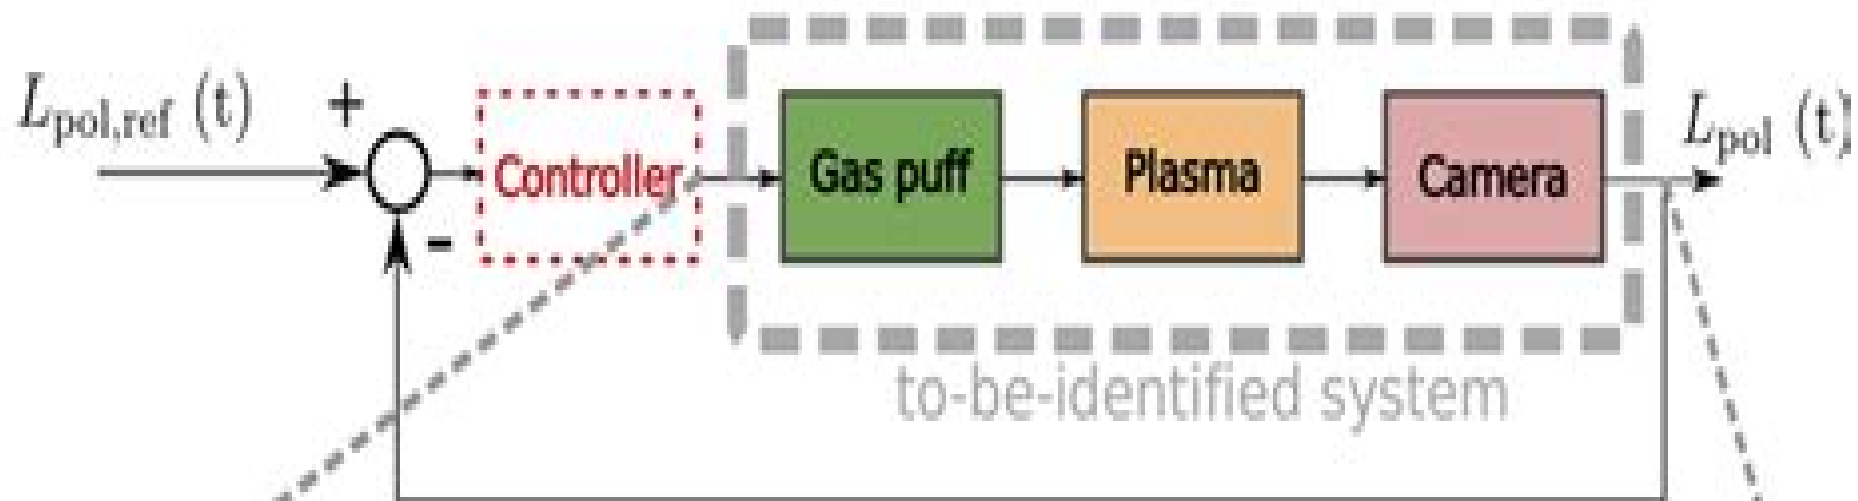 L_pol,ref (t)
+
-
Controller
Gas puff
Plasma
Camera
L_pol (t)
to-be-identified system